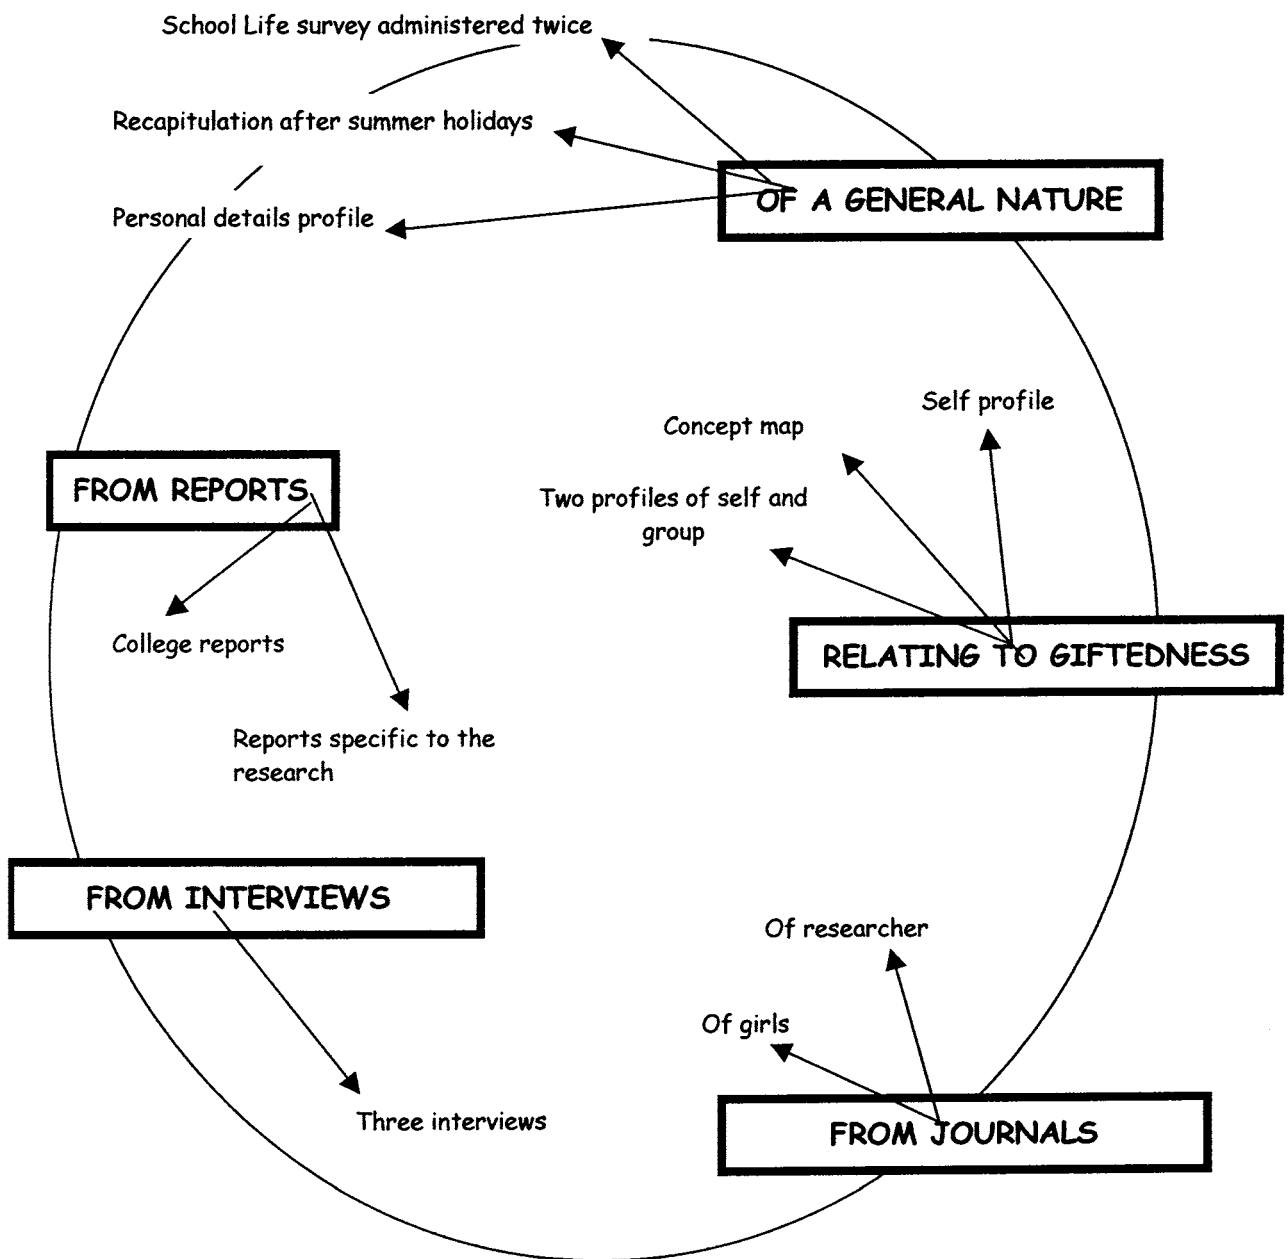 School Life survey administered twice
Recapitulation after summer holidays
Personal details profile
OF A GENERAL NATURE
Self profile
Concept map
Two profiles of self and
group
FROM REPORTS
College reports
RELATING TO GIFTEDNESS
Reports specific to the
research
FROM INTERVIEWS
Of researcher
Of girls
Three interviews
FROM JOURNALS